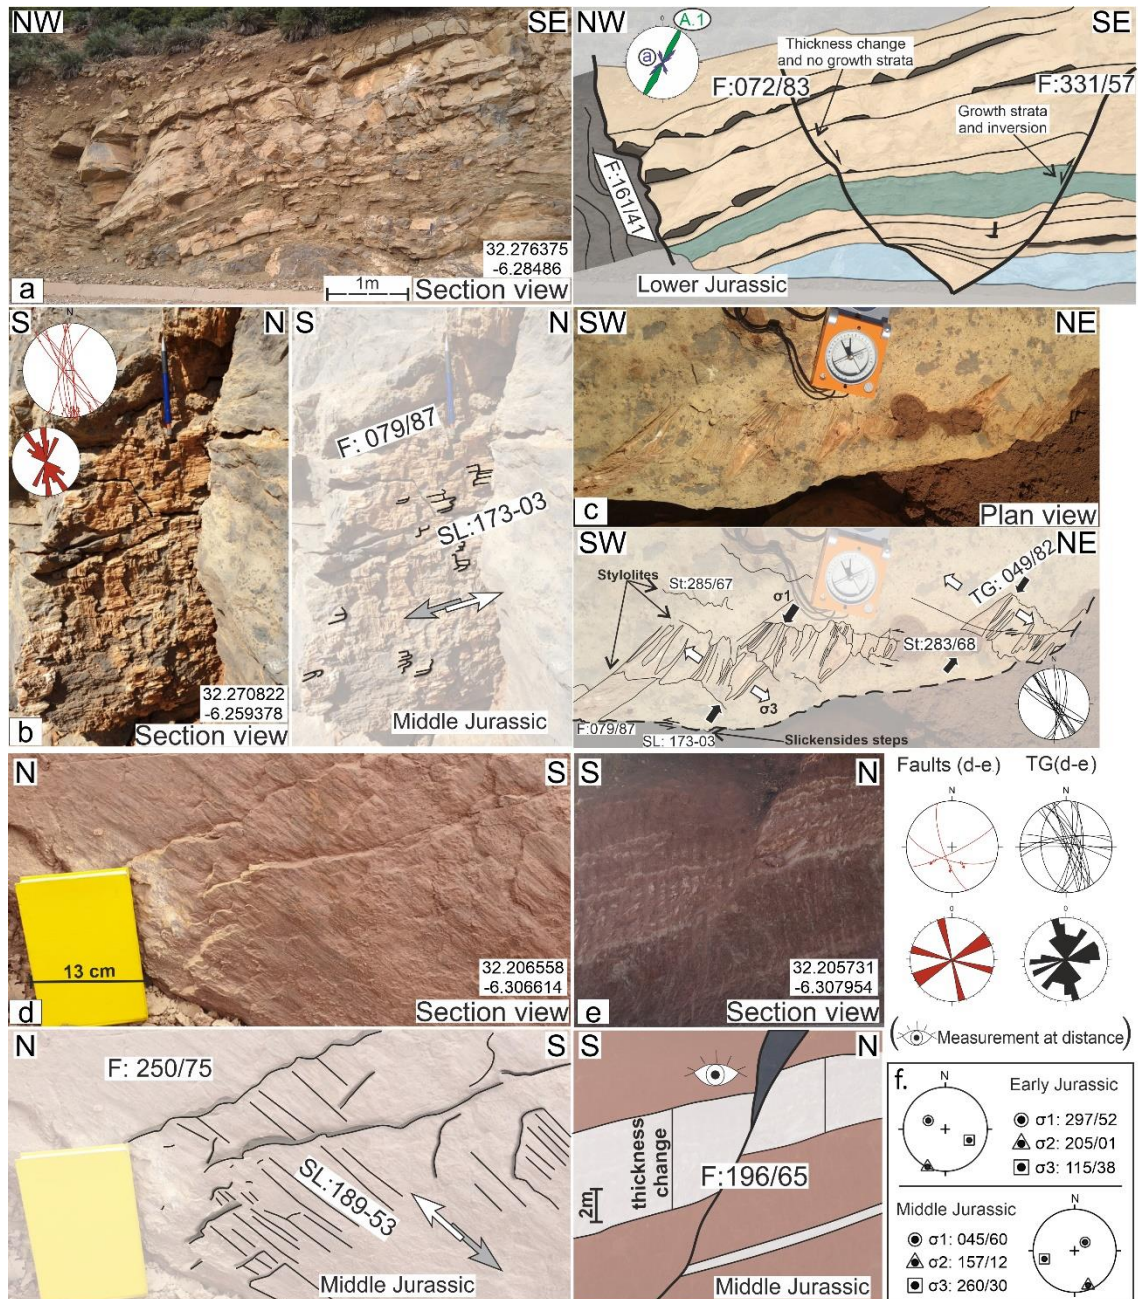 NW
SE
32.276375
-6.28486
1m
a
Section view
NW
SE
0
A.1
a
Thickness change
and no growth strata
F:072/83
F:331/57
Growth strata
and inversion
F:161/41
Lower Jurassic
S
N
N
32.270822
-6.259378
b
Section view
S
N
F: 079/87
SL:173-03
Middle Jurassic
SW
NE
c
Plan view
SW
NE
Stylolites
St:285/67
σ1
TG: 049/82
St:283/68
σ3
N
F:079/87
SL: 173-03
Slickensides steps
N
S
13 cm
32.206558
-6.306614
d
Section view
S
N
32.205731
-6.307954
e
Section view
Faults (d-e)
TG(d-e)
N
N
0
0
(Measurement at distance)
N
S
F: 250/75
SL:189-53
Middle Jurassic
S
N
thickness
change
F:196/65
2m
Middle Jurassic
f.
N
Early Jurassic
σ1: 297/52
σ2: 205/01
σ3: 115/38
Middle Jurassic
N
σ1: 045/60
σ2: 157/12
σ3: 260/30